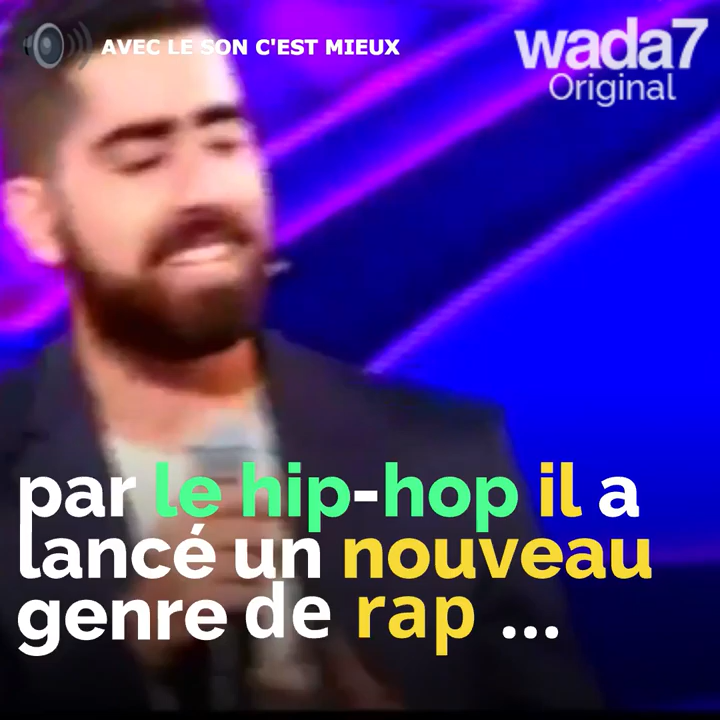 AVEC LE SON C'EST MIEUX
wada7
Original
par le hip-hop il a
lancé un nouveau
genre de rap ...